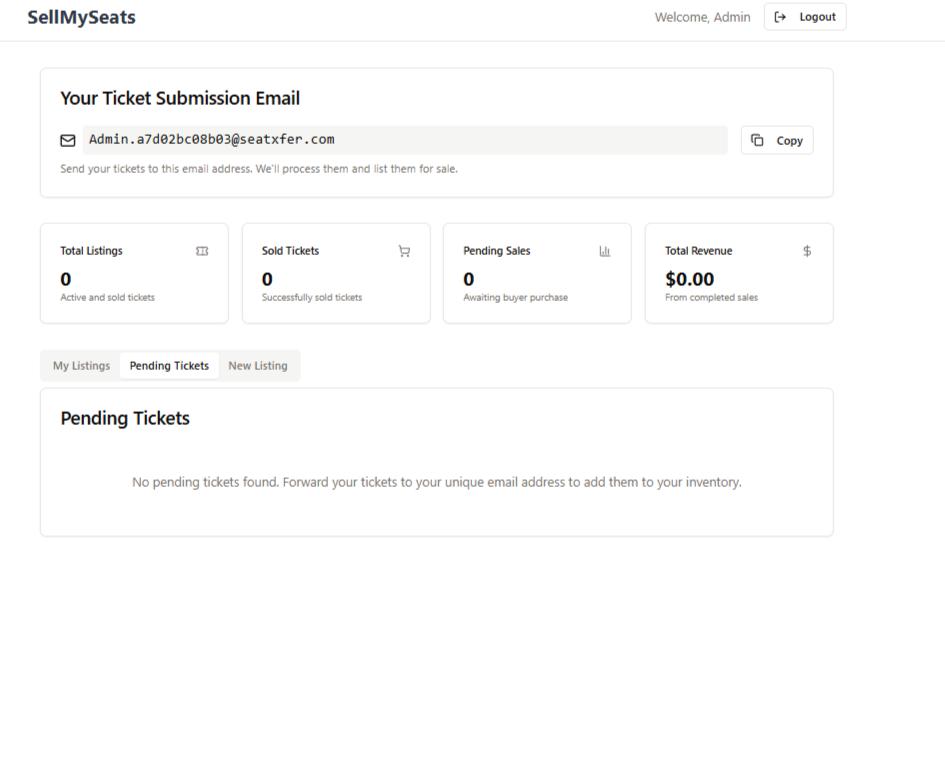 SellMySeats
Welcome, Admin
Logout
Your Ticket Submission Email
Admin.a7d02bc08b03@seatxfer.com
Copy
Send your tickets to this email address. We'll process them and list them for sale.
Total Listings
0
Active and sold tickets
Sold Tickets
0
Successfully sold tickets
Pending Sales
0
Awaiting buyer purchase
Total Revenue
$
$0.00
From completed sales
My Listings
Pending Tickets
New Listing
Pending Tickets
No pending tickets found. Forward your tickets to your unique email address to add them to your inventory.